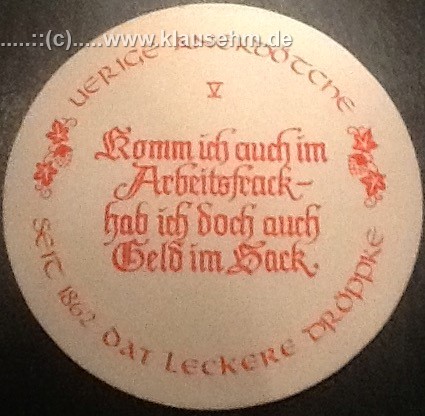 .....::(c).....www.klausehm.de
UERIGE
V
Komm ich auch im
Arbeitsfrack-
hab ich doch auch
Geld im Sack.
SEIT 1862 DAT LECKERE DRÖPPKE